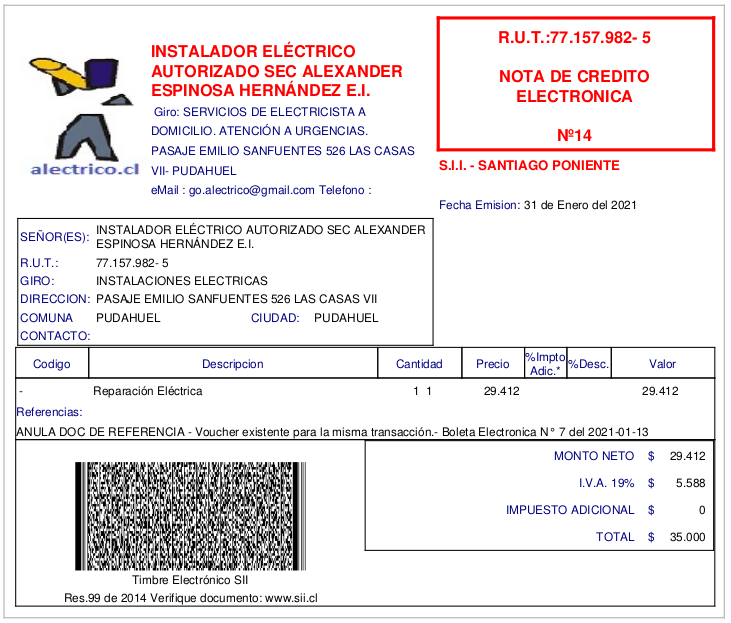 alectrico.cl
INSTALADOR ELÉCTRICO
AUTORIZADO SEC ALEXANDER
ESPINOSA HERNÁNDEZ E.I.
Giro: SERVICIOS DE ELECTRICISTA A
DOMICILIO. ATENCIÓN A URGENCIAS.
PASAJE EMILIO SANFUENTES 526 LAS CASAS
VII- PUDAHUEL
eMail : go.alectrico@gmail.com Telefono :
R.U.T.:77.157.982- 5
NOTA DE CREDITO
ELECTRONICA
Nº14
S.I.I. - SANTIAGO PONIENTE
Fecha Emision: 31 de Enero del 2021
SEÑOR(ES): INSTALADOR ELÉCTRICO AUTORIZADO SEC ALEXANDER
ESPINOSA HERNÁNDEZ E.I.
R.U.T.: 77.157.982- 5
GIRO: INSTALACIONES ELECTRICAS
DIRECCION: PASAJE EMILIO SANFUENTES 526 LAS CASAS VII
COMUNA PUDAHUEL CIUDAD: PUDAHUEL
CONTACTO:
Codigo Descripcion Cantidad Precio %Impto Adic.* %Desc. Valor
- Reparación Eléctrica 1 1 29.412 29.412
Referencias:
ANULA DOC DE REFERENCIA - Voucher existente para la misma transacción.- Boleta Electronica N° 7 del 2021-01-13
MONTO NETO $ 29.412
I.V.A. 19% $ 5.588
IMPUESTO ADICIONAL $ 0
TOTAL $ 35.000
Timbre Electrónico SII
Res.99 de 2014 Verifique documento: www.sii.cl